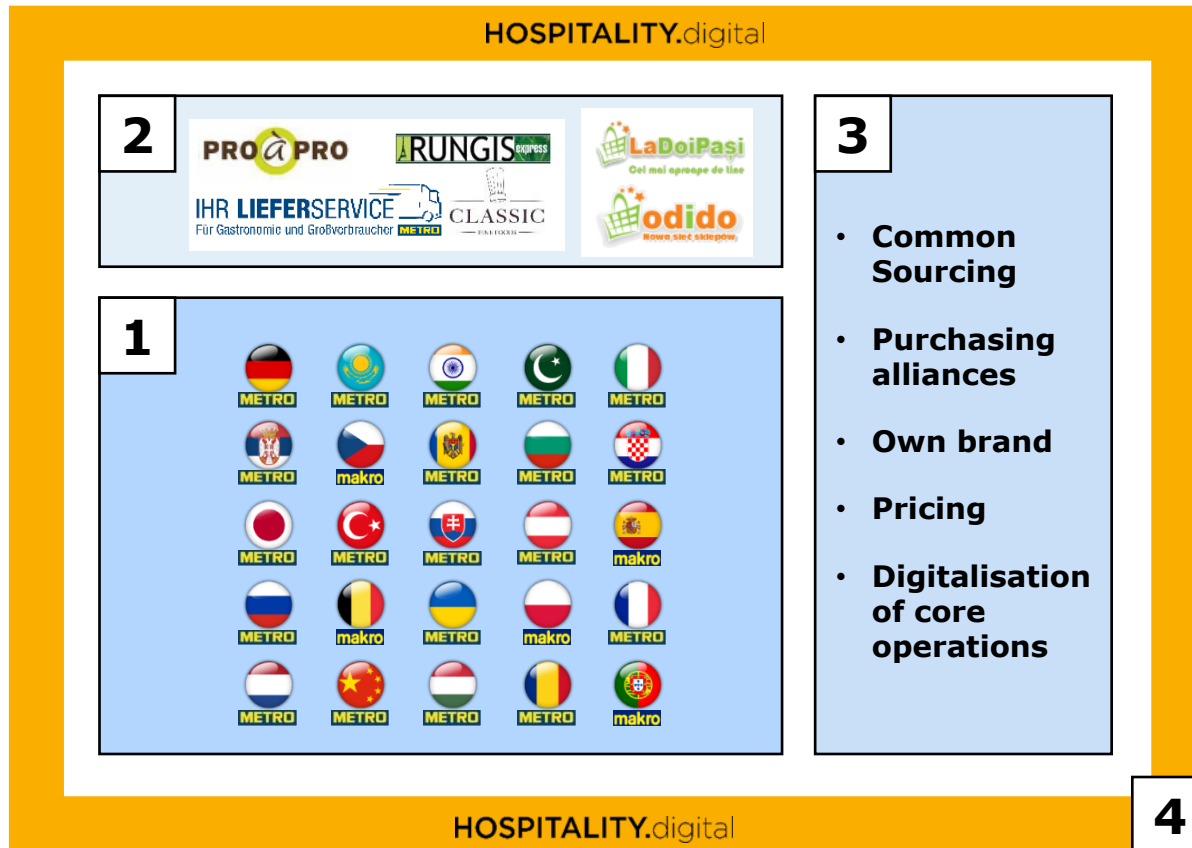 HOSPITALITY.digital
2
PRO à PRO
RUNGIS express
IHR LIEFERSERVICE
Für Gastronomie und Großverbraucher METRO
CLASSIC
FINE FOODS
LaDoiPași
Cel mai aproape de tine
odido
Nowa sieć sklepów
1
METRO METRO METRO METRO METRO
METRO makro METRO METRO METRO
METRO METRO METRO METRO makro
METRO makro METRO makro METRO
METRO METRO METRO METRO makro
3
• Common
Sourcing
• Purchasing
alliances
• Own brand
• Pricing
• Digitalisation
of core
operations
HOSPITALITY.digital
4